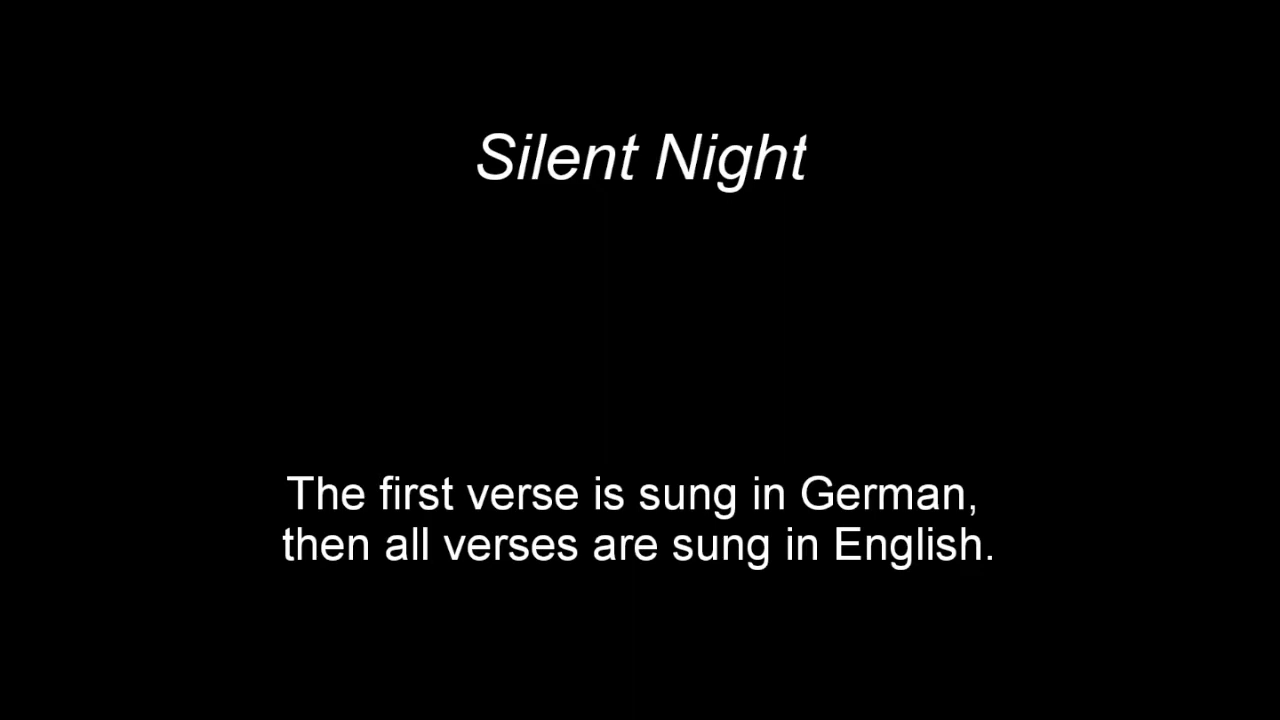 Silent Night
The first verse is sung in German,
then all verses are sung in English.